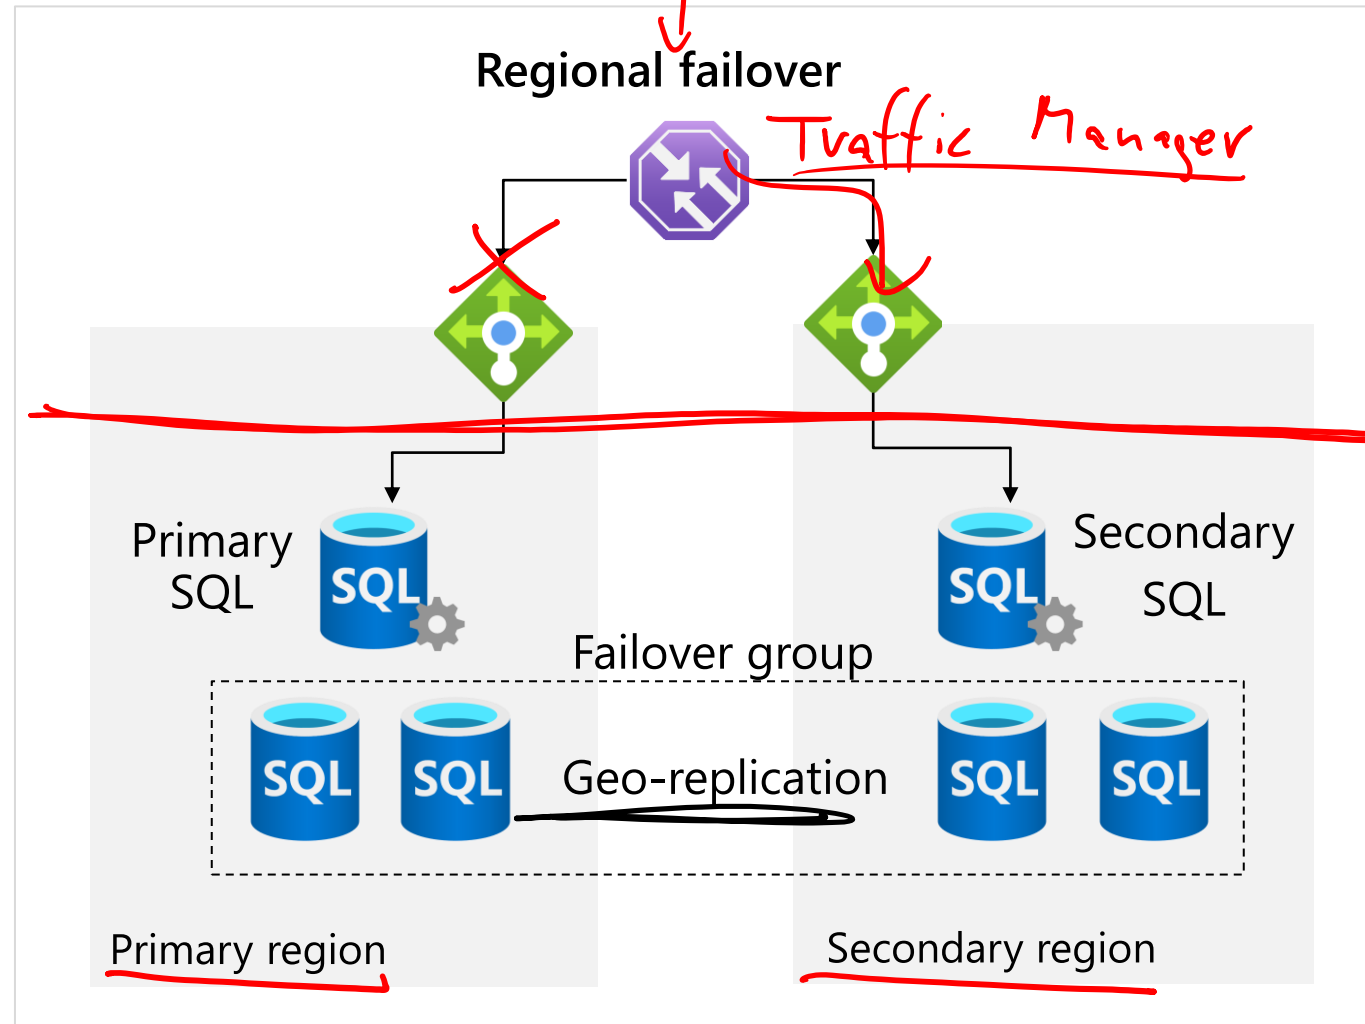 Regional failover
Traffic Manager
Primary
SQL
SQL
SQL
Secondary
SQL
Failover group
SQL
SQL
Geo-replication
SQL
SQL
Primary region
Secondary region